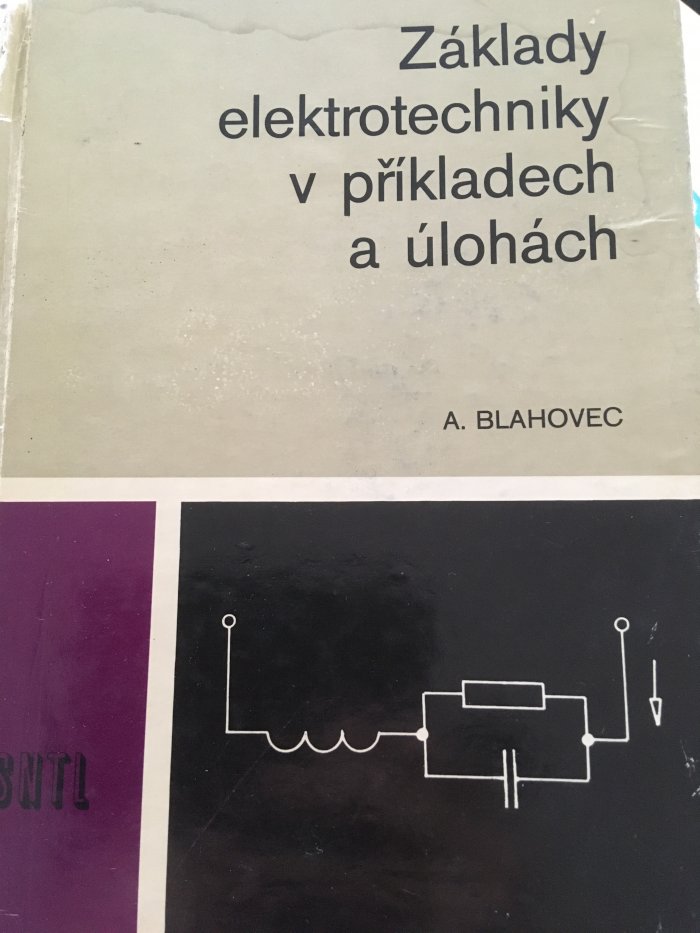 Základy
elektrotechniky
v příkladech
a úlohách
A. BLAHOVEC
SNTL